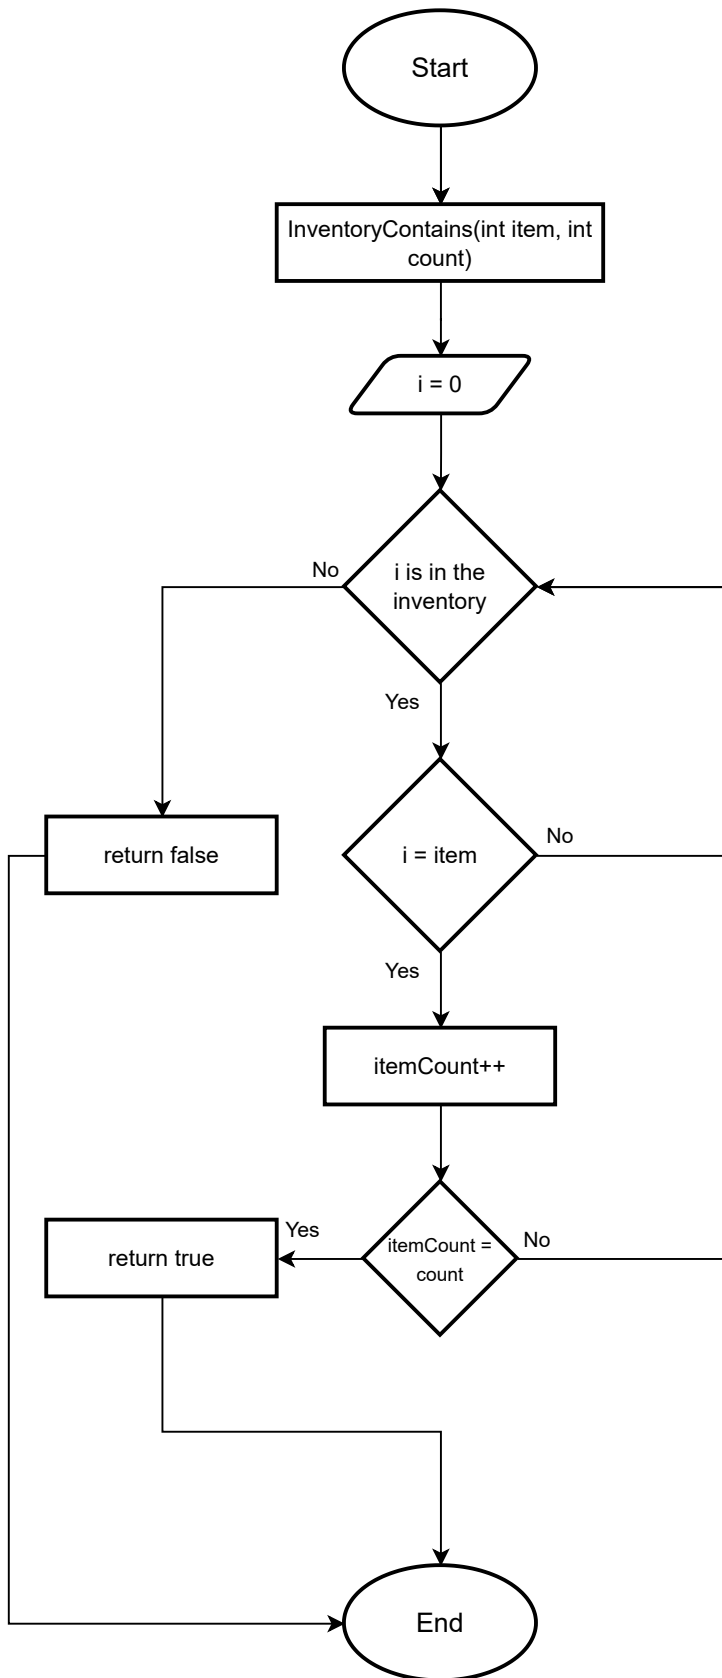 Start
InventoryContains(int item, int
count)
i = 0
No
i is in the
inventory
Yes
return false
i = item
No
Yes
itemCount++
return true
Yes
itemCount =
count
No
End